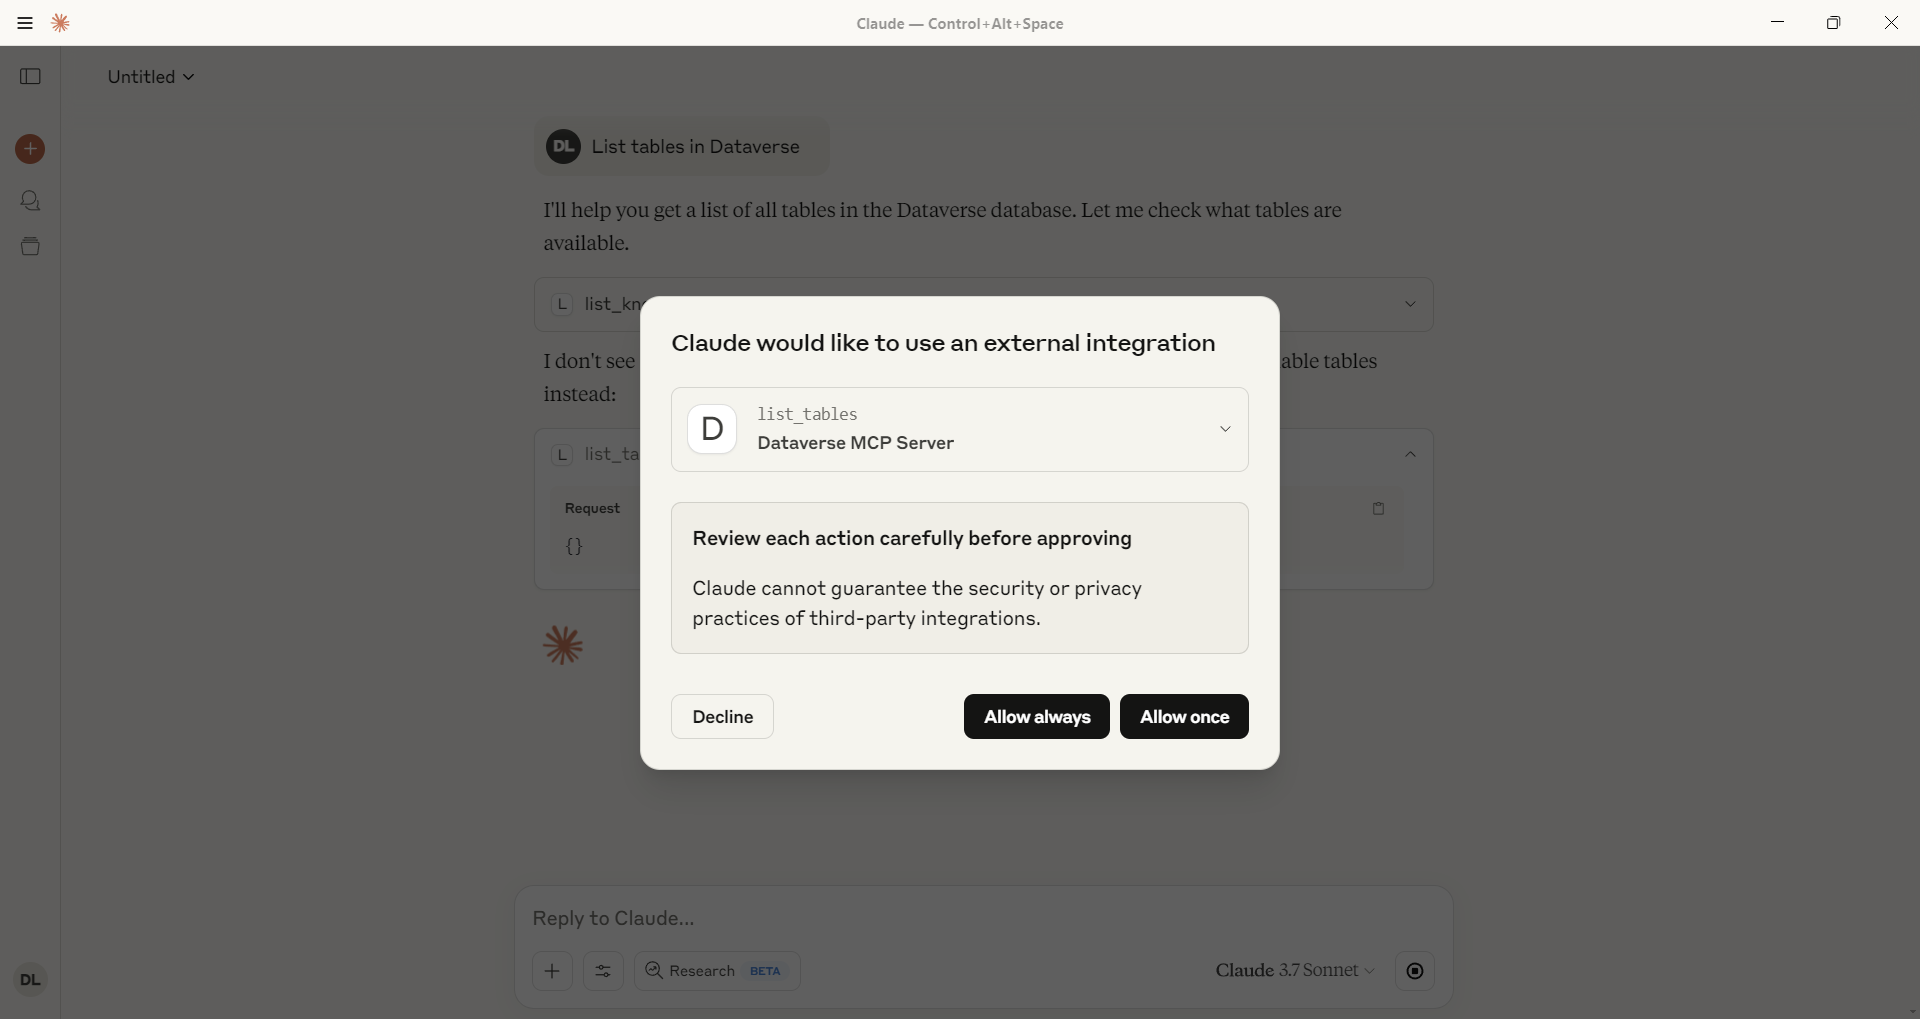 Claude — Control+Alt+Space
Untitled
DL List tables in Dataverse
I'll help you get a list of all tables in the Dataverse database. Let me check what tables are
available.
L list_kn
Claude would like to use an external integration
I don't see
able tables
instead:
D list_tables
Dataverse MCP Server
L list_ta
Request
{}
Review each action carefully before approving
Claude cannot guarantee the security or privacy
practices of third-party integrations.
Decline Allow always Allow once
Reply to Claude...
Research BETA
Claude 3.7 Sonnet
DL